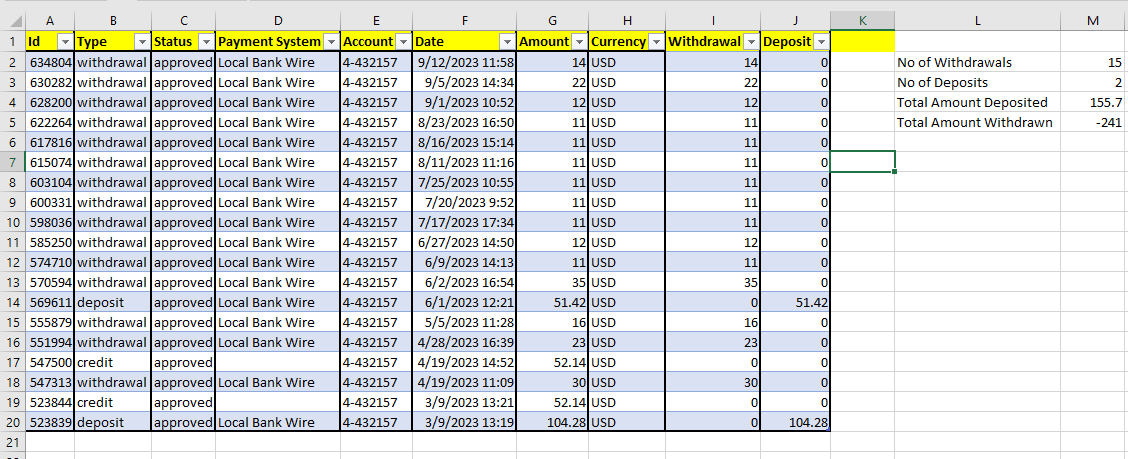 A B C D E F G H I J K L M
1 Id Type Status Payment System Account Date Amount Currency Withdrawal Deposit
2 634804 withdrawal approved Local Bank Wire 4-432157 9/12/2023 11:58 14 USD 14 0 No of Withdrawals 15
3 630282 withdrawal approved Local Bank Wire 4-432157 9/5/2023 14:34 22 USD 22 0 No of Deposits 2
4 628200 withdrawal approved Local Bank Wire 4-432157 9/1/2023 10:52 12 USD 12 0 Total Amount Deposited 155.7
5 622264 withdrawal approved Local Bank Wire 4-432157 8/23/2023 16:50 11 USD 11 0 Total Amount Withdrawn -241
6 617816 withdrawal approved Local Bank Wire 4-432157 8/16/2023 15:14 11 USD 11 0
7 615074 withdrawal approved Local Bank Wire 4-432157 8/11/2023 11:16 11 USD 11 0
8 603104 withdrawal approved Local Bank Wire 4-432157 7/25/2023 10:55 11 USD 11 0
9 600331 withdrawal approved Local Bank Wire 4-432157 7/20/2023 9:52 11 USD 11 0
10 598036 withdrawal approved Local Bank Wire 4-432157 7/17/2023 17:34 11 USD 11 0
11 585250 withdrawal approved Local Bank Wire 4-432157 6/27/2023 14:50 12 USD 12 0
12 574710 withdrawal approved Local Bank Wire 4-432157 6/9/2023 14:13 11 USD 11 0
13 570594 withdrawal approved Local Bank Wire 4-432157 6/2/2023 16:54 35 USD 35 0
14 569611 deposit approved Local Bank Wire 4-432157 6/1/2023 12:21 51.42 USD 0 51.42
15 555879 withdrawal approved Local Bank Wire 4-432157 5/5/2023 11:28 16 USD 16 0
16 551994 withdrawal approved Local Bank Wire 4-432157 4/28/2023 16:39 23 USD 23 0
17 547500 credit approved 4-432157 4/19/2023 14:52 52.14 USD 0 0
18 547313 withdrawal approved Local Bank Wire 4-432157 4/19/2023 11:09 30 USD 30 0
19 523844 credit approved 4-432157 3/9/2023 13:21 52.14 USD 0 0
20 523839 deposit approved Local Bank Wire 4-432157 3/9/2023 13:19 104.28 USD 0 104.28
21